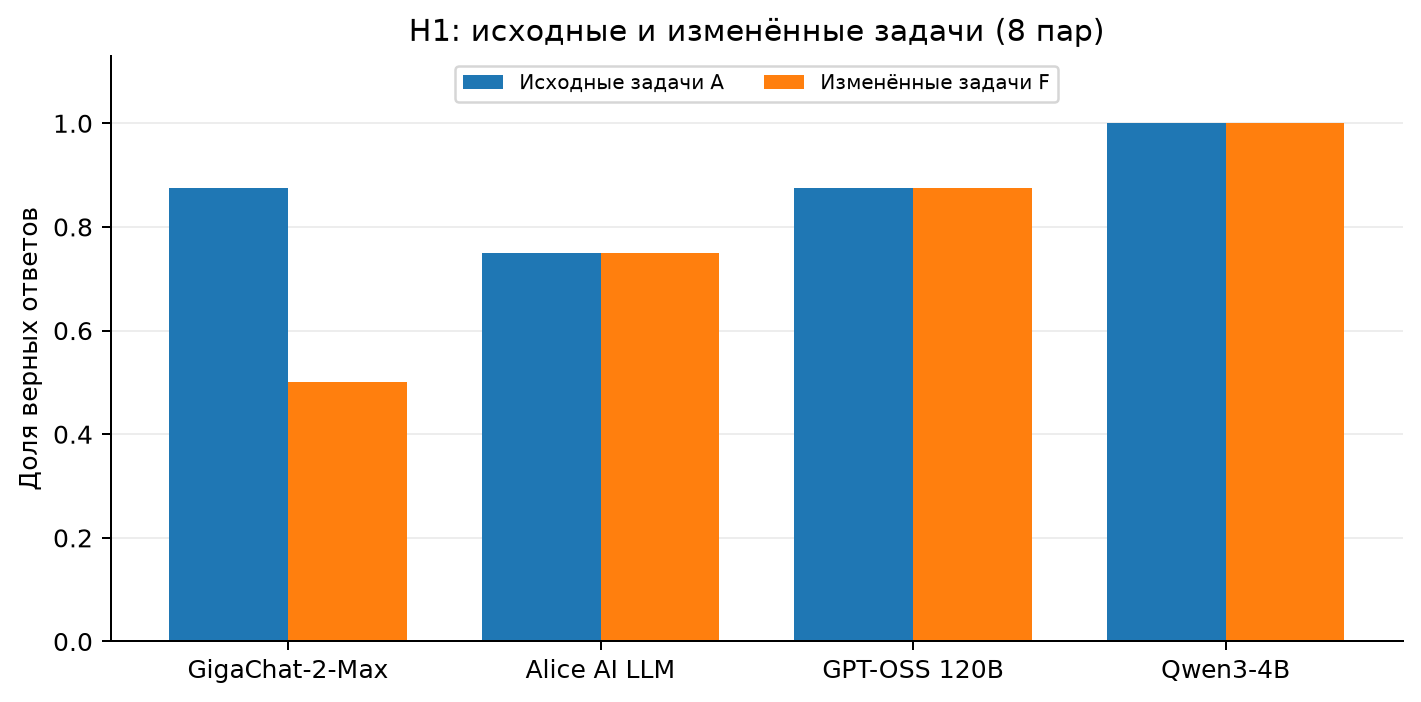 H1: исходные и изменённые задачи (8 пар)
Исходные задачи A
Изменённые задачи F
Доля верных ответов
1.0
0.8
0.6
0.4
0.2
0.0
GigaChat-2-Max
Alice AI LLM
GPT-OSS 120B
Qwen3-4B